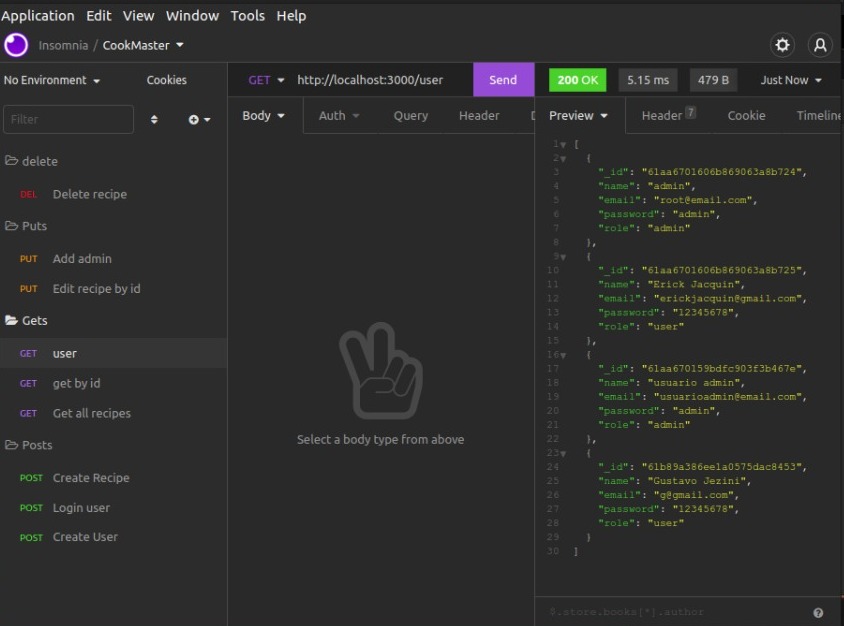 Application Edit View Window Tools Help
Insomnia / CookMaster
No Environment Cookies
GET http://localhost:3000/user Send
200 OK 5.15 ms 479 B Just Now
Filter
Body Auth Query Header
Preview Header 7 Cookie Timeline
delete
DEL Delete recipe
Puts
PUT Add admin
PUT Edit recipe by id
Gets
GET user
GET get by id
GET Get all recipes
Posts
POST Create Recipe
POST Login user
POST Create User
Select a body type from above
1 [
2 {
3 "_id": "61aa6701606b869063a8b724",
4 "name": "admin",
5 "email": "root@email.com",
6 "password": "admin",
7 "role": "admin"
8 },
9 {
10 "_id": "61aa6701606b869063a8b725",
11 "name": "Erick Jacquin",
12 "email": "erickjacquin@gmail.com",
13 "password": "12345678",
14 "role": "user"
15 },
16 {
17 "_id": "61aa670159bdfc903f3b467e",
18 "name": "usuario admin",
19 "email": "usuarioadmin@email.com",
20 "password": "admin",
21 "role": "admin"
22 },
23 {
24 "_id": "61b89a386ee1a0575dac8453",
25 "name": "Gustavo Jezini",
26 "email": "g@gmail.com",
27 "password": "12345678",
28 "role": "user"
29 }
30 ]
$.store.books[*].author